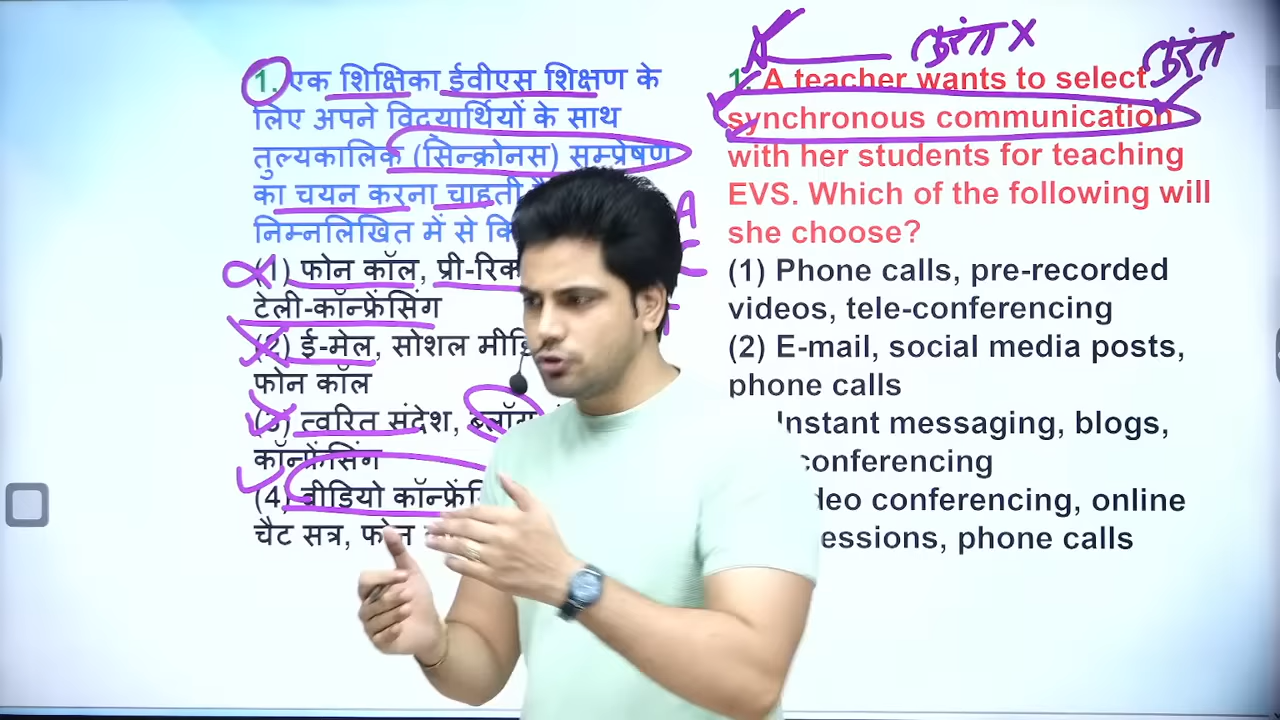 1. एक शिक्षिका ईवीएस शिक्षण के
लिए अपने विद्यार्थियों के साथ
तुल्यकालिक (सिन्क्रोनस) सम्प्रेषण
का चयन करना चाहती
निम्नलिखित में से
(1) फोन कॉल,
टेली-कॉन्फ्रेंसिंग
(2) ई-मेल, सोशल
फोन कॉल
(3) त्वरित संदेश,
कॉन्फ्रेंसिंग
(4) वीडियो
चैट सत्र, फोन
A
तुरंत X
तुरंत
1. A teacher wants to select
synchronous communication
with her students for teaching
EVS. Which of the following will
she choose?
(1) Phone calls, pre-recorded
videos, tele-conferencing
(2) E-mail, social media posts,
phone calls
Instant messaging, blogs,
conferencing
conferencing, online
phone calls